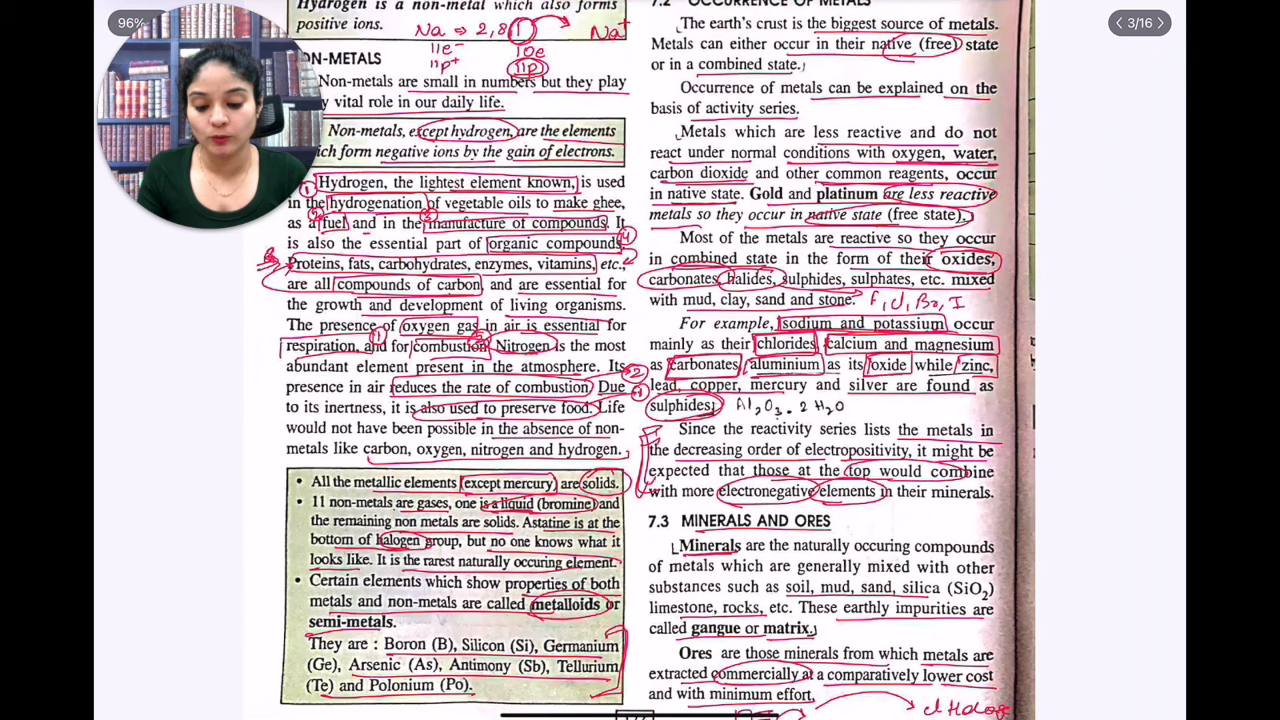 96%
3/16
Hydrogen is a non-metal which also forms
positive ions.
Na ⇒ 2,8,1
Na⁺
11e⁻
11p⁺
10e
11p
ON-METALS
Non-metals are small in numbers but they play
vital role in our daily life.
Non-metals, except hydrogen, are the elements
which form negative ions by the gain of electrons.
Hydrogen, the lightest element known, is used
in the hydrogenation of vegetable oils to make ghee,
as a fuel and in the manufacture of compounds. It
is also the essential part of organic compounds.
Proteins, fats, carbohydrates, enzymes, vitamins, etc.,
are all compounds of carbon, and are essential for
the growth and development of living organisms.
The presence of oxygen gas in air is essential for
respiration, and for combustion. Nitrogen is the most
abundant element present in the atmosphere. Its
presence in air reduces the rate of combustion. Due
to its inertness, it is also used to preserve food. Life
would not have been possible in the absence of non-
metals like carbon, oxygen, nitrogen and hydrogen.
• All the metallic elements (except mercury) are solids.
• 11 non-metals are gases, one is a liquid (bromine) and
the remaining non metals are solids. Astatine is at the
bottom of halogen group, but no one knows what it
looks like. It is the rarest naturally occuring element.
• Certain elements which show properties of both
metals and non-metals are called metalloids or
semi-metals.
They are : Boron (B), Silicon (Si), Germanium
(Ge), Arsenic (As), Antimony (Sb), Tellurium
(Te) and Polonium (Po).
7.2 OCCURRENCE OF METALS
The earth's crust is the biggest source of metals.
Metals can either occur in their native (free) state
or in a combined state.
Occurrence of metals can be explained on the
basis of activity series.
Metals which are less reactive and do not
react under normal conditions with oxygen, water,
carbon dioxide and other common reagents, occur
in native state. Gold and platinum are less reactive
metals so they occur in native state (free state).
Most of the metals are reactive so they occur
in combined state in the form of their oxides,
carbonates, halides, sulphides, sulphates, etc. mixed
with mud, clay, sand and stone.
F, Cl, Br, I
For example, sodium and potassium occur
mainly as their chlorides, calcium and magnesium
as carbonates, aluminium as its oxide while zinc,
lead, copper, mercury and silver are found as
sulphides.
Al₂O₃. 2 H₂O
Since the reactivity series lists the metals in
the decreasing order of electropositivity, it might be
expected that those at the top would combine
with more electronegative elements in their minerals.
7.3 MINERALS AND ORES
Minerals are the naturally occuring compounds
of metals which are generally mixed with other
substances such as soil, mud, sand, silica (SiO₂)
limestone, rocks, etc. These earthly impurities are
called gangue or matrix.
Ores are those minerals from which metals are
extracted commercially at a comparatively lower cost
and with minimum effort.